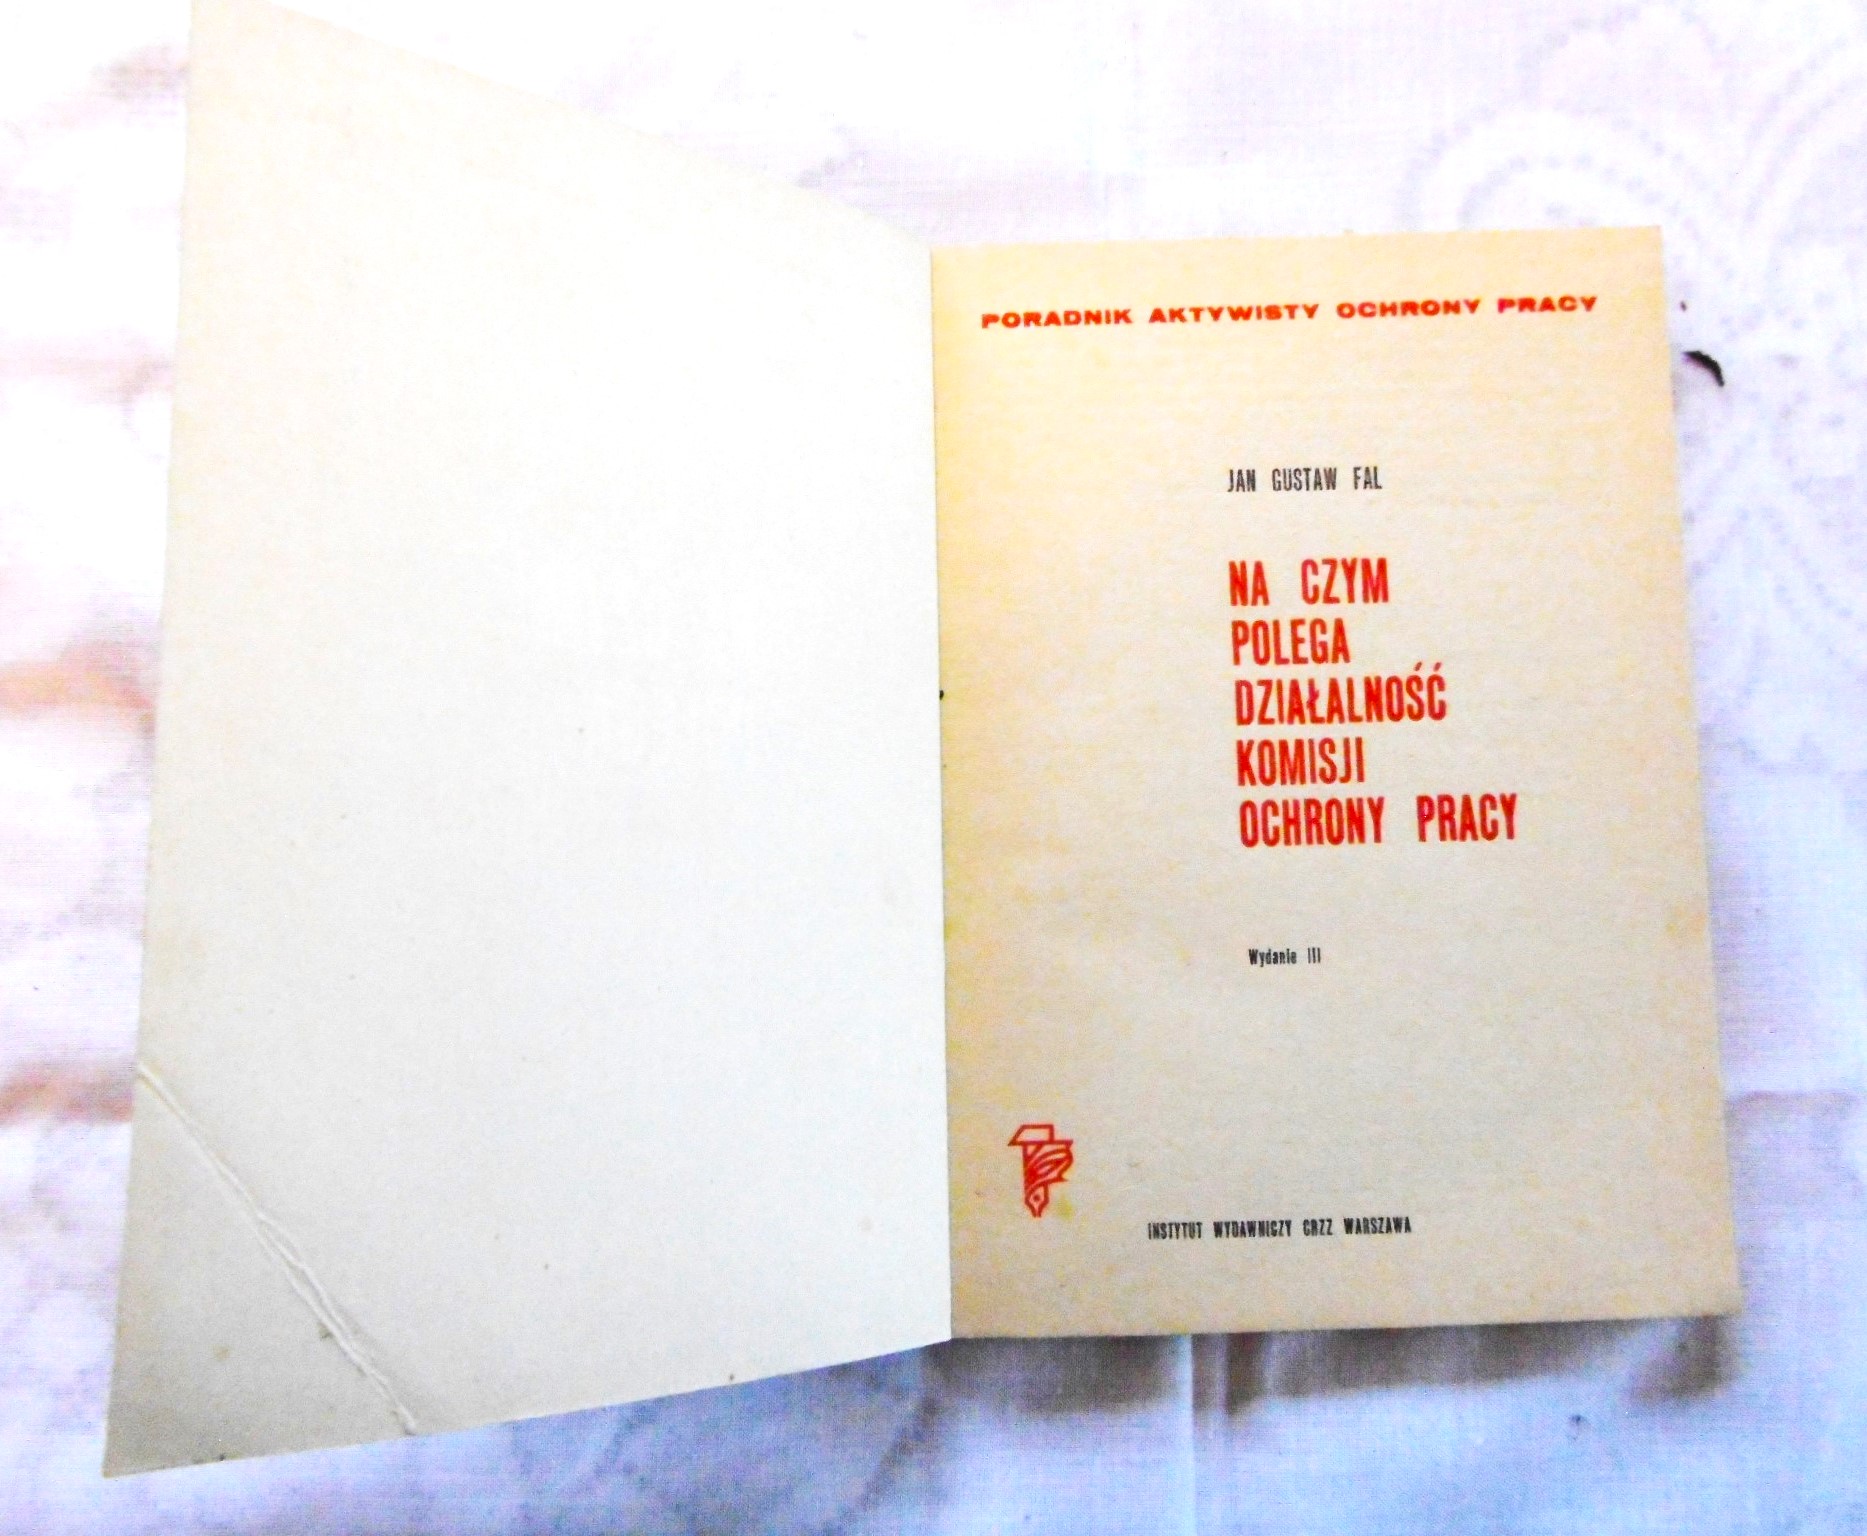 PORADNIK AKTYWISTY OCHRONY PRACY
JAN GUSTAW FAL
NA CZYM
POLEGA
DZIAŁALNOŚĆ
KOMISJI
OCHRONY PRACY
Wydanie III
INSTYTUT WYDAWNICZY CRZZ WARSZAWA